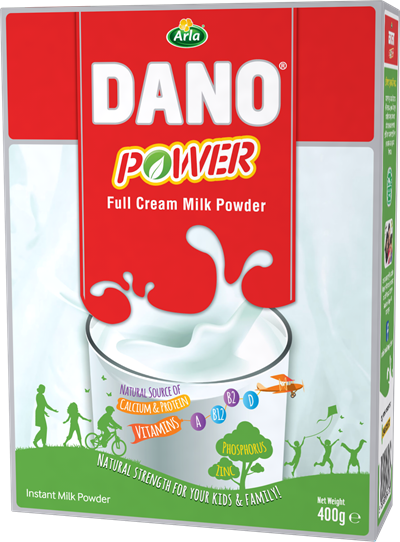 Arla
DANO®
POWER
Full Cream Milk Powder
NATURAL SOURCE OF
CALCIUM & PROTEIN
VITAMINS
A
B12
B2
D
PHOSPHORUS
ZINC
NATURAL STRENGTH FOR YOUR KIDS & FAMILY!
Instant Milk Powder
Net Weight
400g ℮